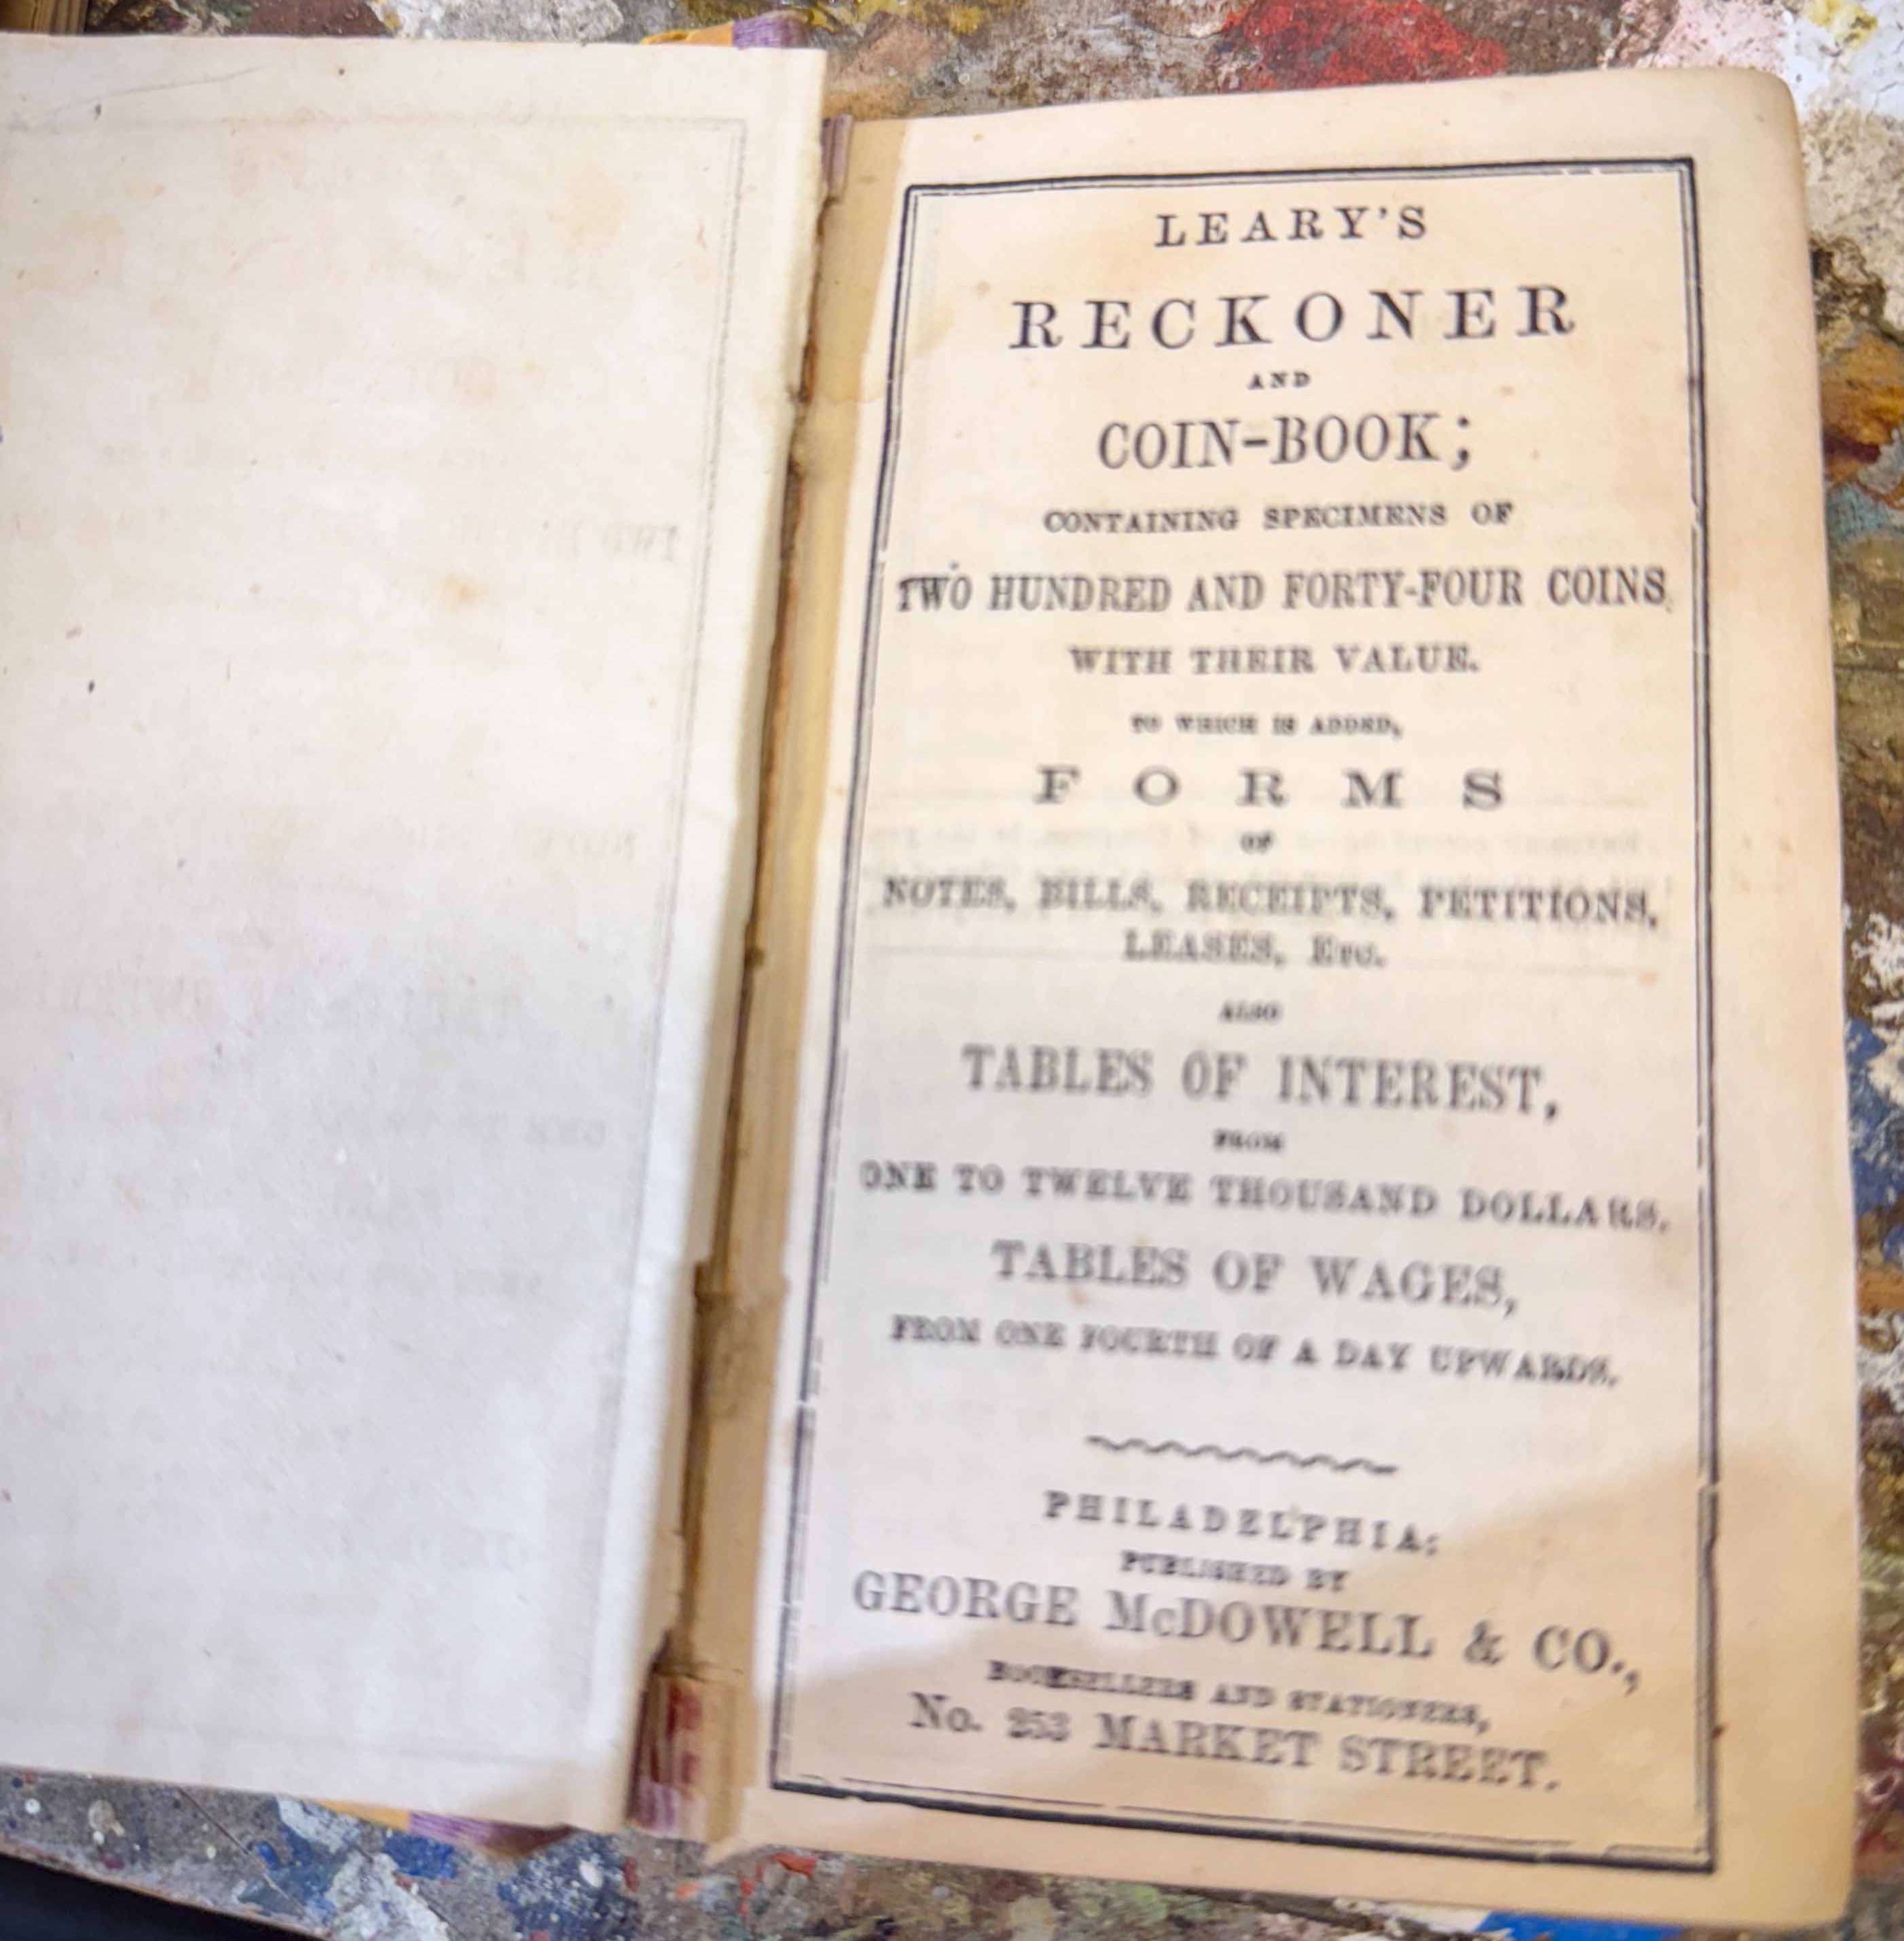 LEARY'S
RECKONER
AND
COIN-BOOK;
CONTAINING SPECIMENS OF
TWO HUNDRED AND FORTY-FOUR COINS
WITH THEIR VALUE.
TO WHICH IS ADDED,
FORMS
OF
NOTES, BILLS, RECEIPTS, PETITIONS,
LEASES, ETC.
ALSO
TABLES OF INTEREST,
FROM
ONE TO TWELVE THOUSAND DOLLARS.
TABLES OF WAGES,
FROM ONE FOURTH OF A DAY UPWARDS.
PHILADELPHIA:
PUBLISHED BY
GEORGE McDOWELL & CO.,
BOOKSELLERS AND STATIONERS,
No. 253 MARKET STREET.